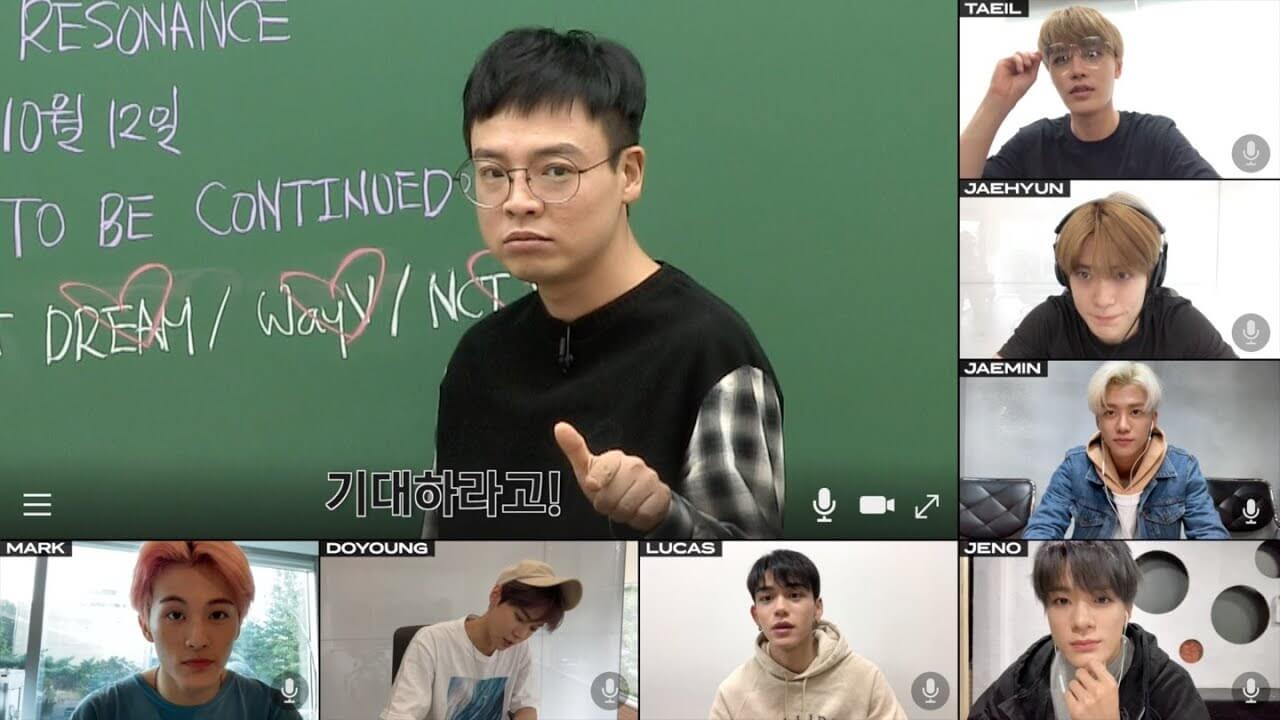 RESONANCE
10월 12일
TO BE CONTINUED
DREAM / WayV / NCT
기대하라고!
TAEIL
JAEHYUN
JAEMIN
MARK
DOYOUNG
LUCAS
JENO